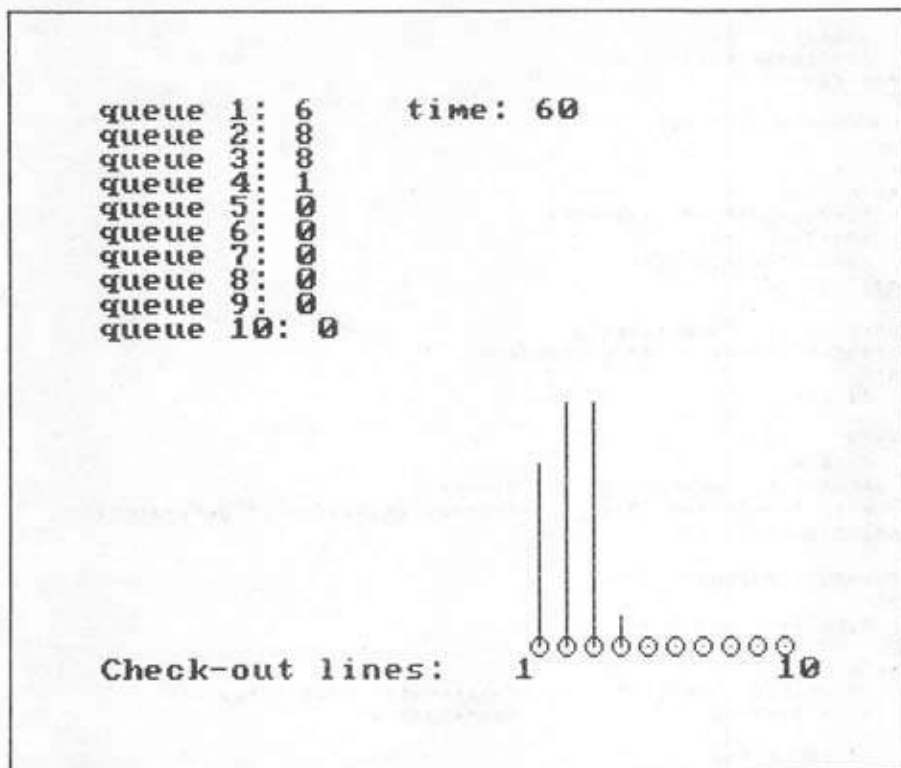 queue 1: 6 time: 60
queue 2: 8
queue 3: 8
queue 4: 1
queue 5: 0
queue 6: 0
queue 7: 0
queue 8: 0
queue 9: 0
queue 10: 0
Check-out lines: 1 10